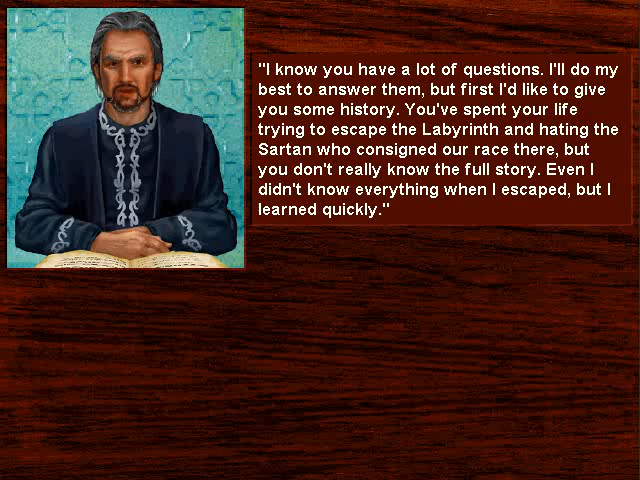 "I know you have a lot of questions. I'll do my
best to answer them, but first I'd like to give
you some history. You've spent your life
trying to escape the Labyrinth and hating the
Sartan who consigned our race there, but
you don't really know the full story. Even I
didn't know everything when I escaped, but I
learned quickly."